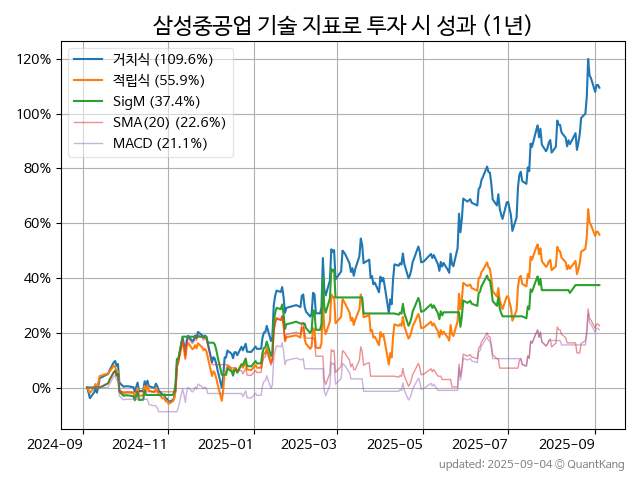 삼성중공업 기술 지표로 투자 시 성과 (1년)
거치식 (109.6%)
적립식 (55.9%)
SigM (37.4%)
SMA(20) (22.6%)
MACD (21.1%)
120%
100%
80%
60%
40%
20%
0%
2024-09 2024-11 2025-01 2025-03 2025-05 2025-07 2025-09
updated: 2025-09-04 © QuantKang